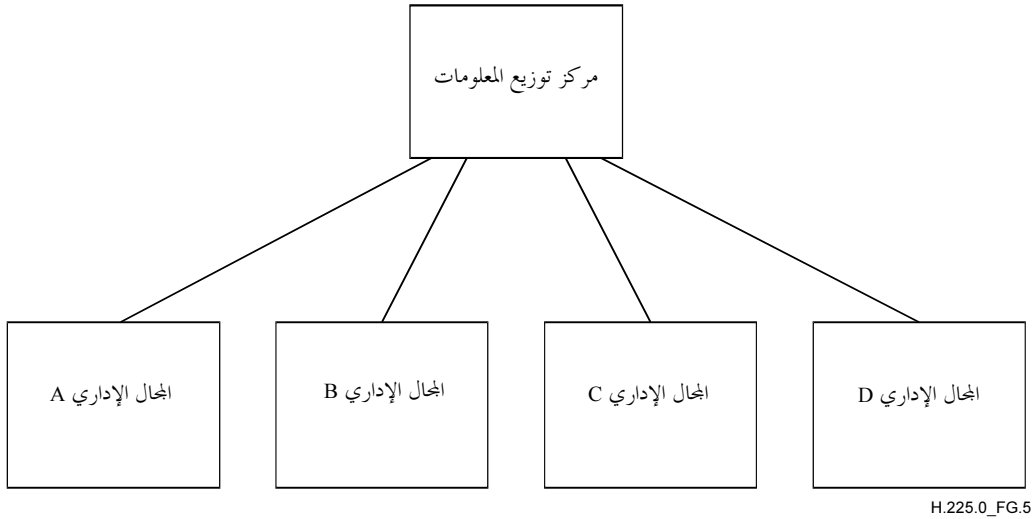 مركز توزيع المعلومات
المجال الإداري A
المجال الإداري B
المجال الإداري C
المجال الإداري D
H.225.0_FG.5